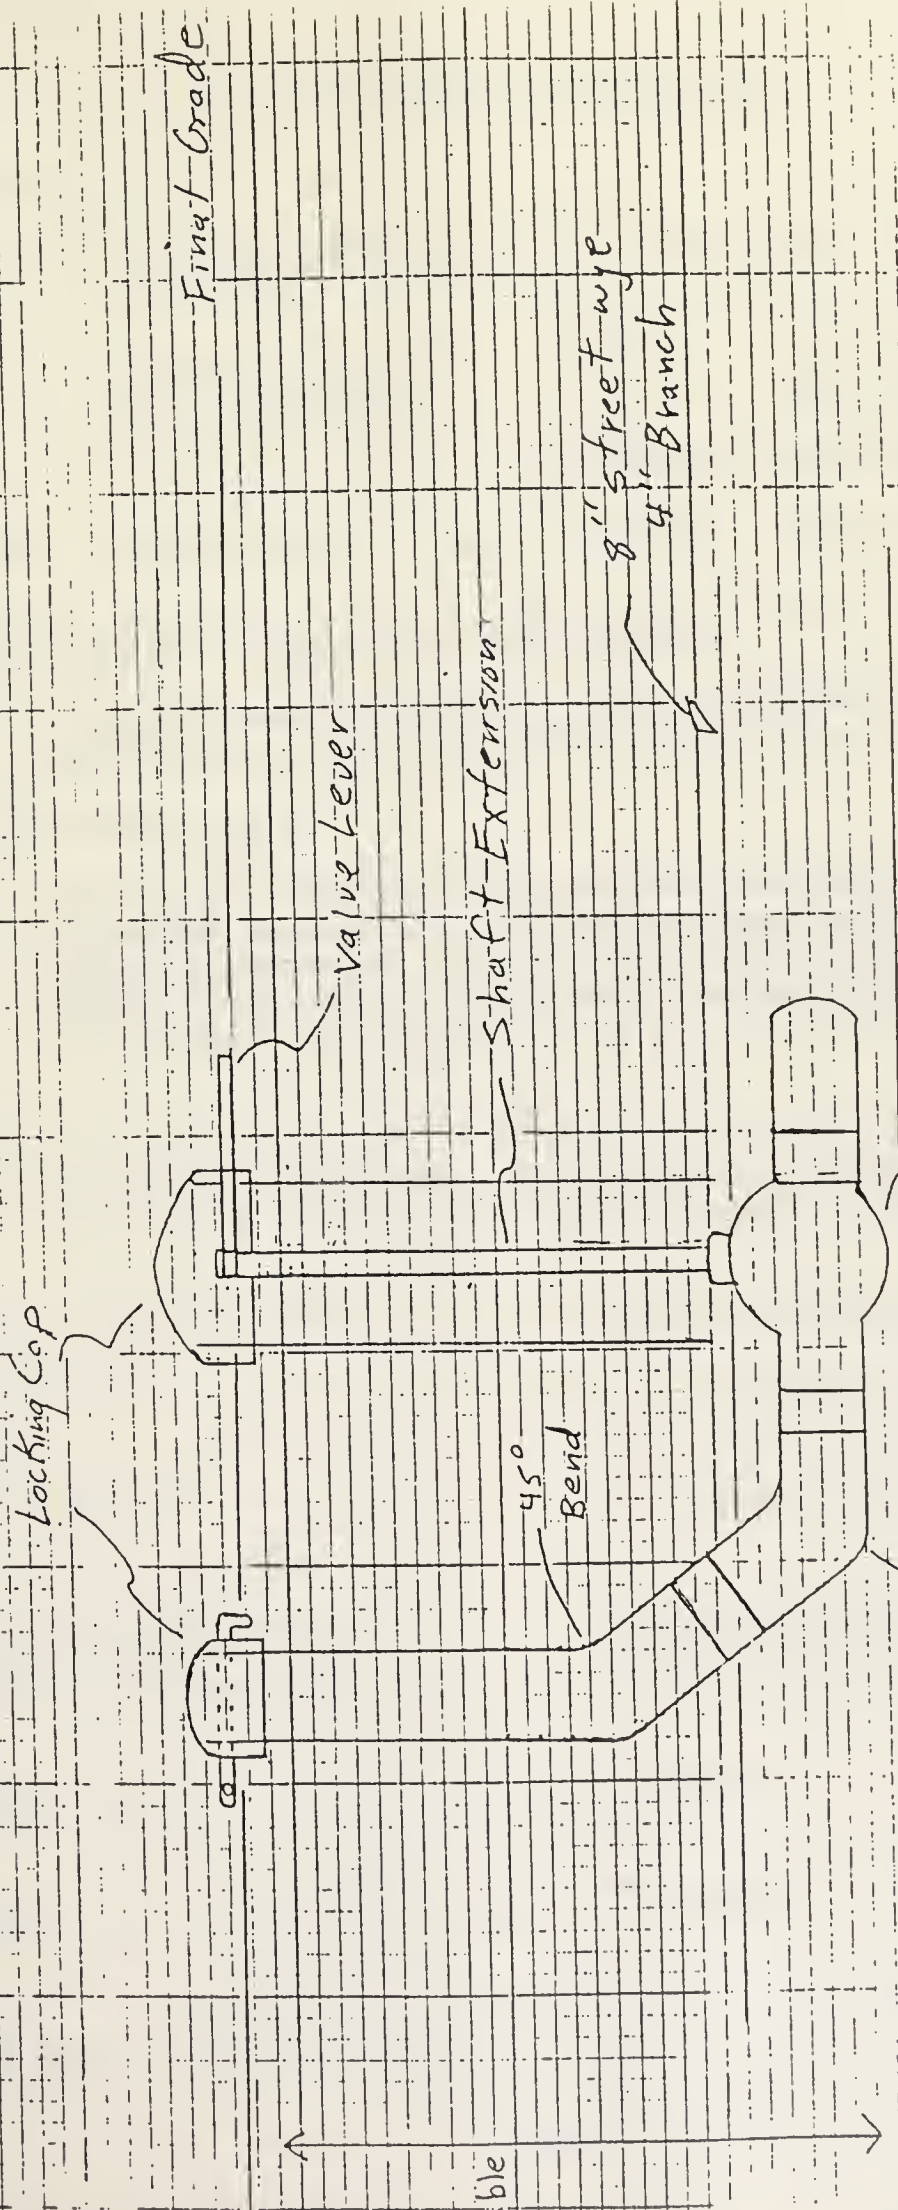 Locking Cap
Final Grade
Valve Lever
Shaft Extension
8" street wye
4" Branch
45°
Bend
ble